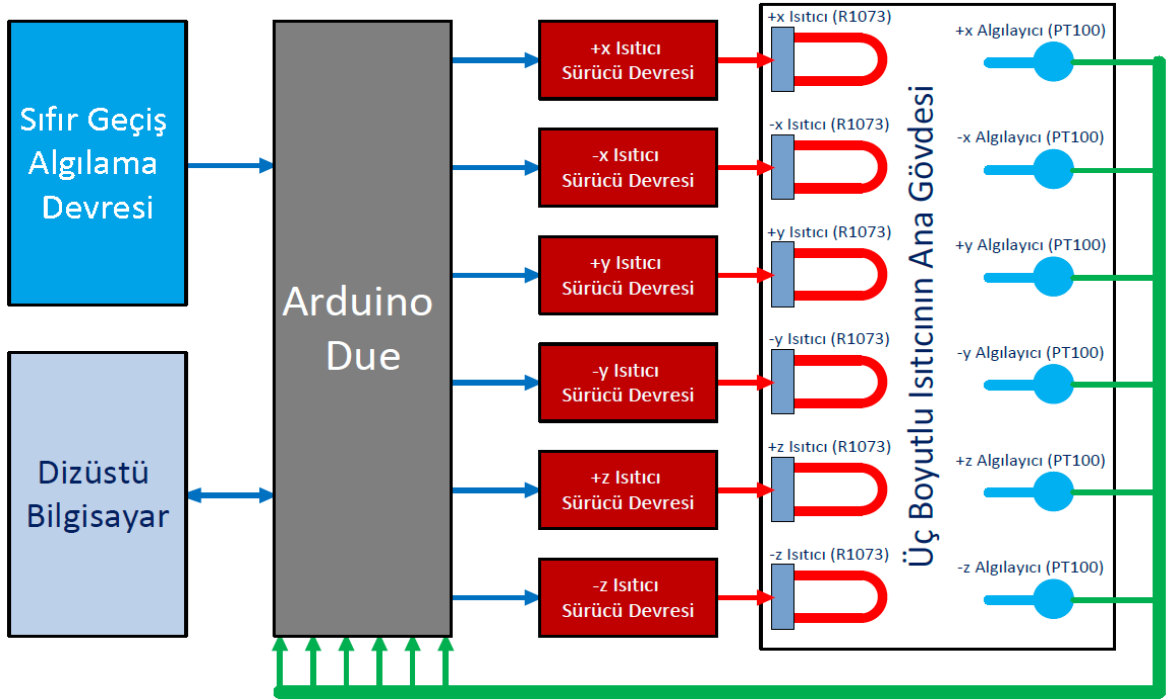 Sıfır Geçiş
Algılama
Devresi
Dizüstü
Bilgisayar
Arduino
Due
+x Isıtıcı
Sürücü Devresi
-x Isıtıcı
Sürücü Devresi
+y Isıtıcı
Sürücü Devresi
-y Isıtıcı
Sürücü Devresi
+z Isıtıcı
Sürücü Devresi
-z Isıtıcı
Sürücü Devresi
+x Isıtıcı (R1073)
-x Isıtıcı (R1073)
+y Isıtıcı (R1073)
-y Isıtıcı (R1073)
+z Isıtıcı (R1073)
-z Isıtıcı (R1073)
Üç Boyutlu Isıtıcının Ana Gövdesi
+x Algılayıcı (PT100)
-x Algılayıcı (PT100)
+y Algılayıcı (PT100)
-y Algılayıcı (PT100)
+z Algılayıcı (PT100)
-z Algılayıcı (PT100)